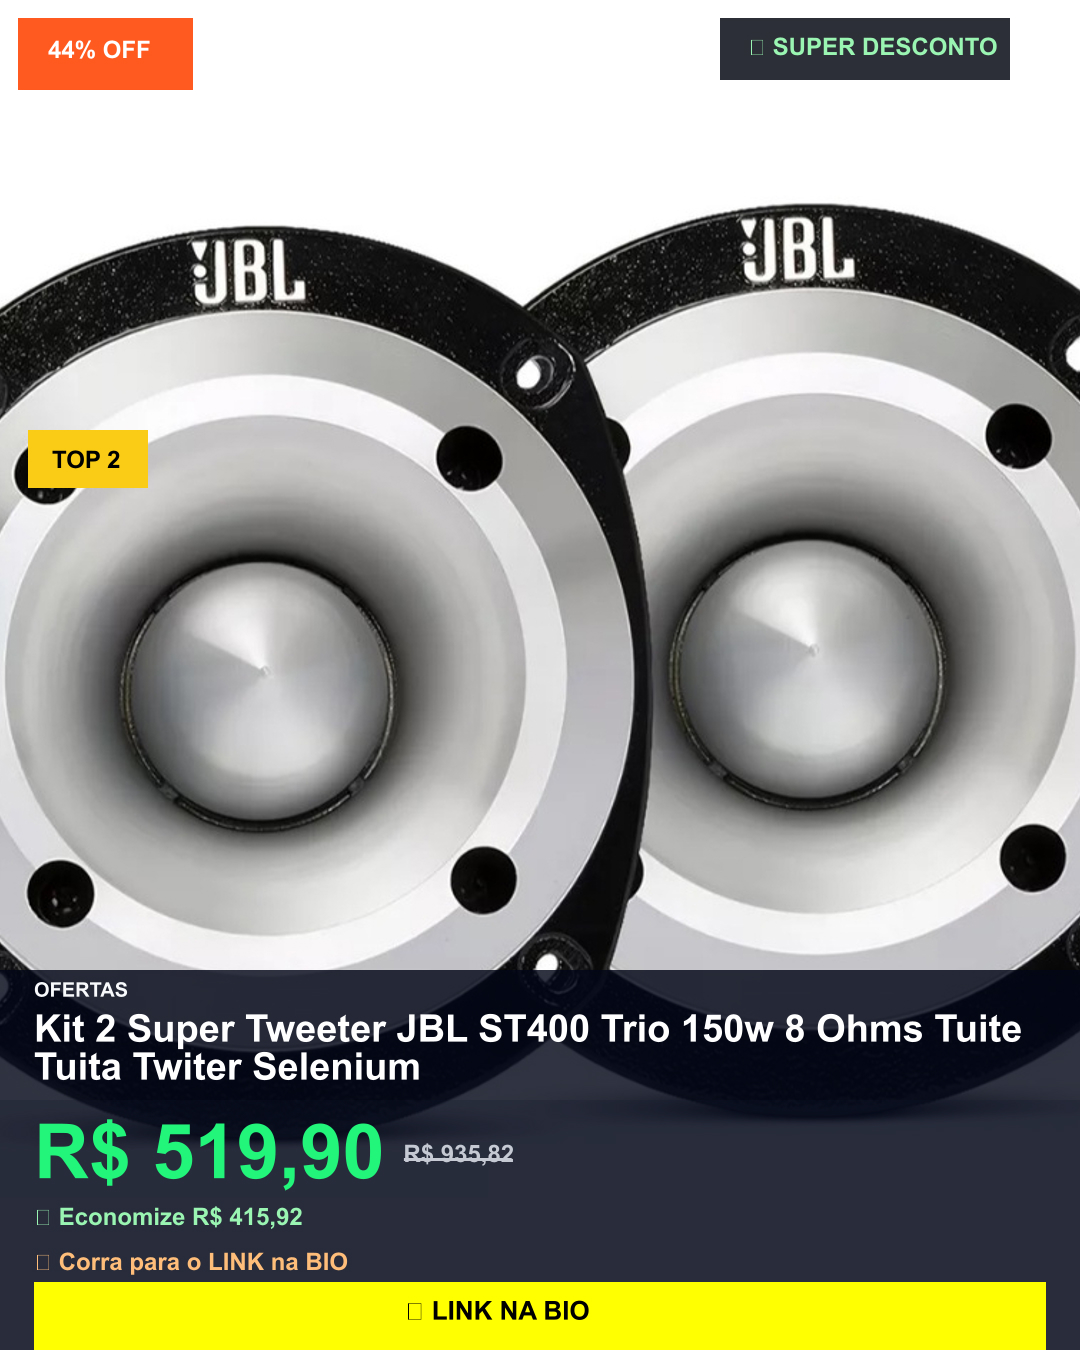 44% OFF
SUPER DESCONTO
JBL
JBL
TOP 2
OFERTAS
Kit 2 Super Tweeter JBL ST400 Trio 150w 8 Ohms Tuite
Tuita Twiter Selenium
R$ 519,90 R$ 935,82
Economize R$ 415,92
Corra para o LINK na BIO
LINK NA BIO